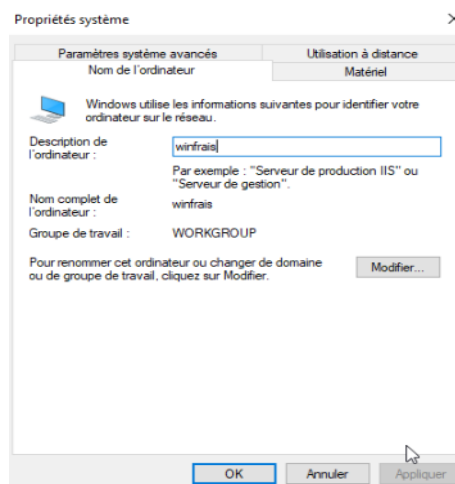 Propriétés système
Paramètres système avancés
Utilisation à distance
Nom de l'ordinateur
Matériel
Windows utilise les informations suivantes pour identifier votre
ordinateur sur le réseau.
Description de
l'ordinateur :
winfrais
Par exemple : "Serveur de production IIS" ou
"Serveur de gestion".
Nom complet de
l'ordinateur :
winfrais
Groupe de travail :
WORKGROUP
Pour renommer cet ordinateur ou changer de domaine
ou de groupe de travail, cliquez sur Modifier.
Modifier...
OK
Annuler
Appliquer